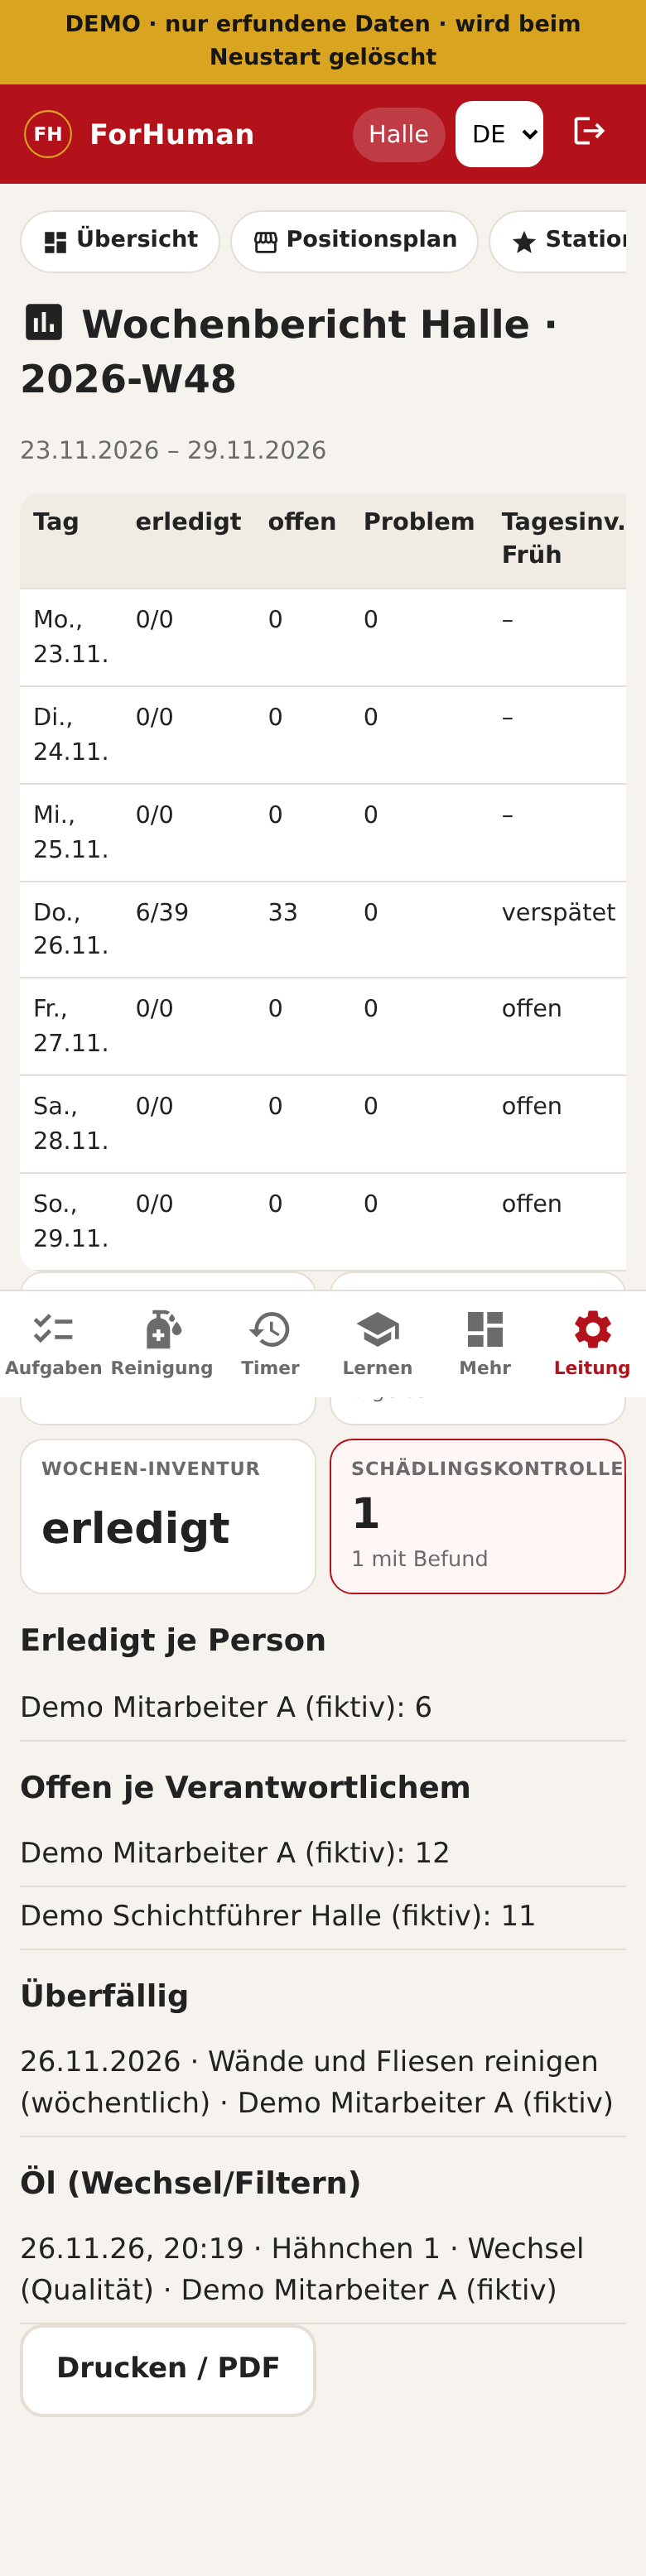 DEMO · nur erfundene Daten · wird beim
Neustart gelöscht
FH ForHuman Halle DE
Übersicht Positionsplan
Wochenbericht Halle ·
2026-W48
23.11.2026 – 29.11.2026
Tag erledigt offen Problem Tagesinv.
Früh
Mo., 0/0 0 0 –
23.11.
Di., 0/0 0 0 –
24.11.
Mi., 0/0 0 0 –
25.11.
Do., 6/39 33 0 verspätet
26.11.
Fr., 0/0 0 0 offen
27.11.
Sa., 0/0 0 0 offen
28.11.
So., 0/0 0 0 offen
29.11.
Aufgaben Reinigung Timer Lernen Mehr Leitung
WOCHEN-INVENTUR SCHÄDLINGSKONTROLLE
erledigt 1
1 mit Befund
Erledigt je Person
Demo Mitarbeiter A (fiktiv): 6
Offen je Verantwortlichem
Demo Mitarbeiter A (fiktiv): 12
Demo Schichtführer Halle (fiktiv): 11
Überfällig
26.11.2026 · Wände und Fliesen reinigen
(wöchentlich) · Demo Mitarbeiter A (fiktiv)
Öl (Wechsel/Filtern)
26.11.26, 20:19 · Hähnchen 1 · Wechsel
(Qualität) · Demo Mitarbeiter A (fiktiv)
Drucken / PDF